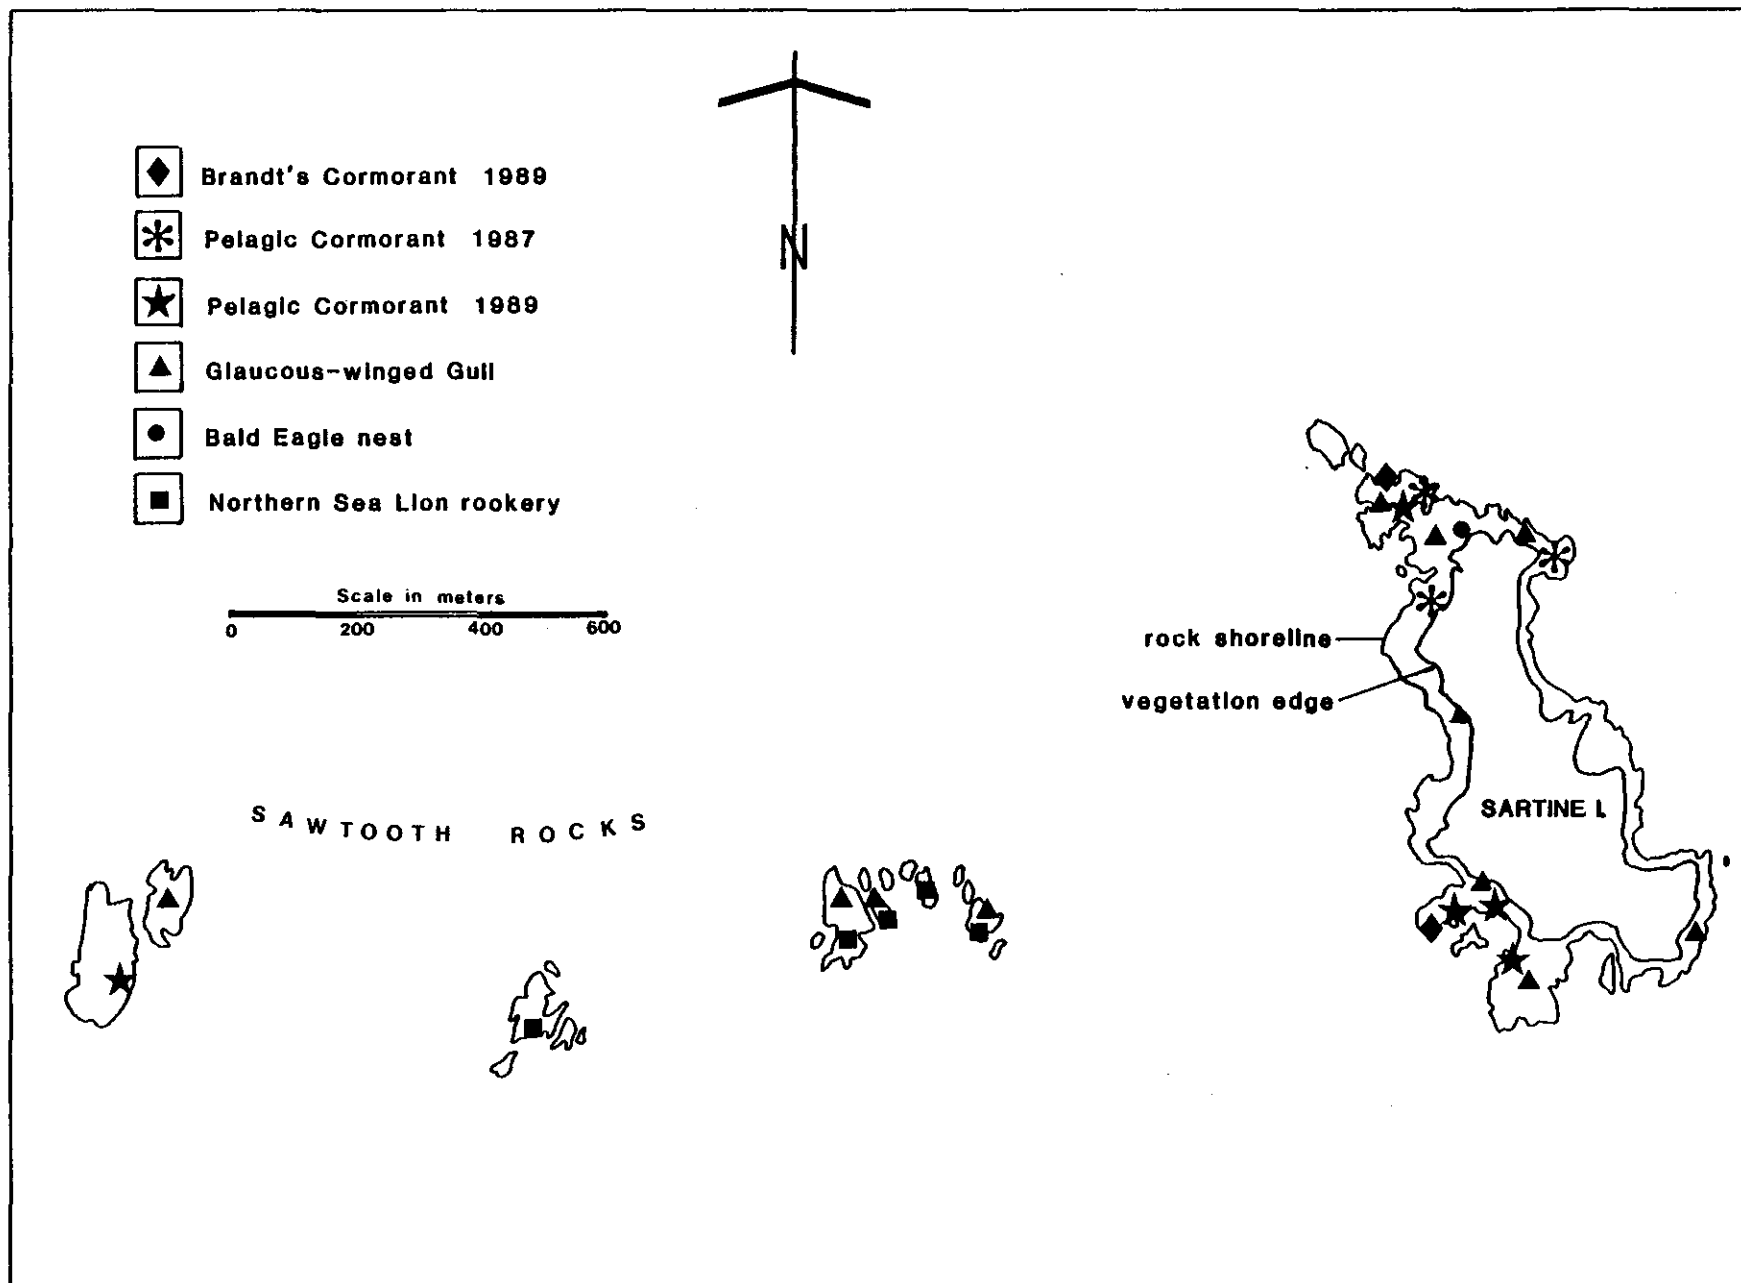 N
Brandt's Cormorant 1989
Pelagic Cormorant 1987
Pelagic Cormorant 1989
Glaucous-winged Gull
Bald Eagle nest
Northern Sea Lion rookery
Scale in meters
0 200 400 600
rock shoreline
vegetation edge
SAWTOOTH ROCKS
SARTINE I.